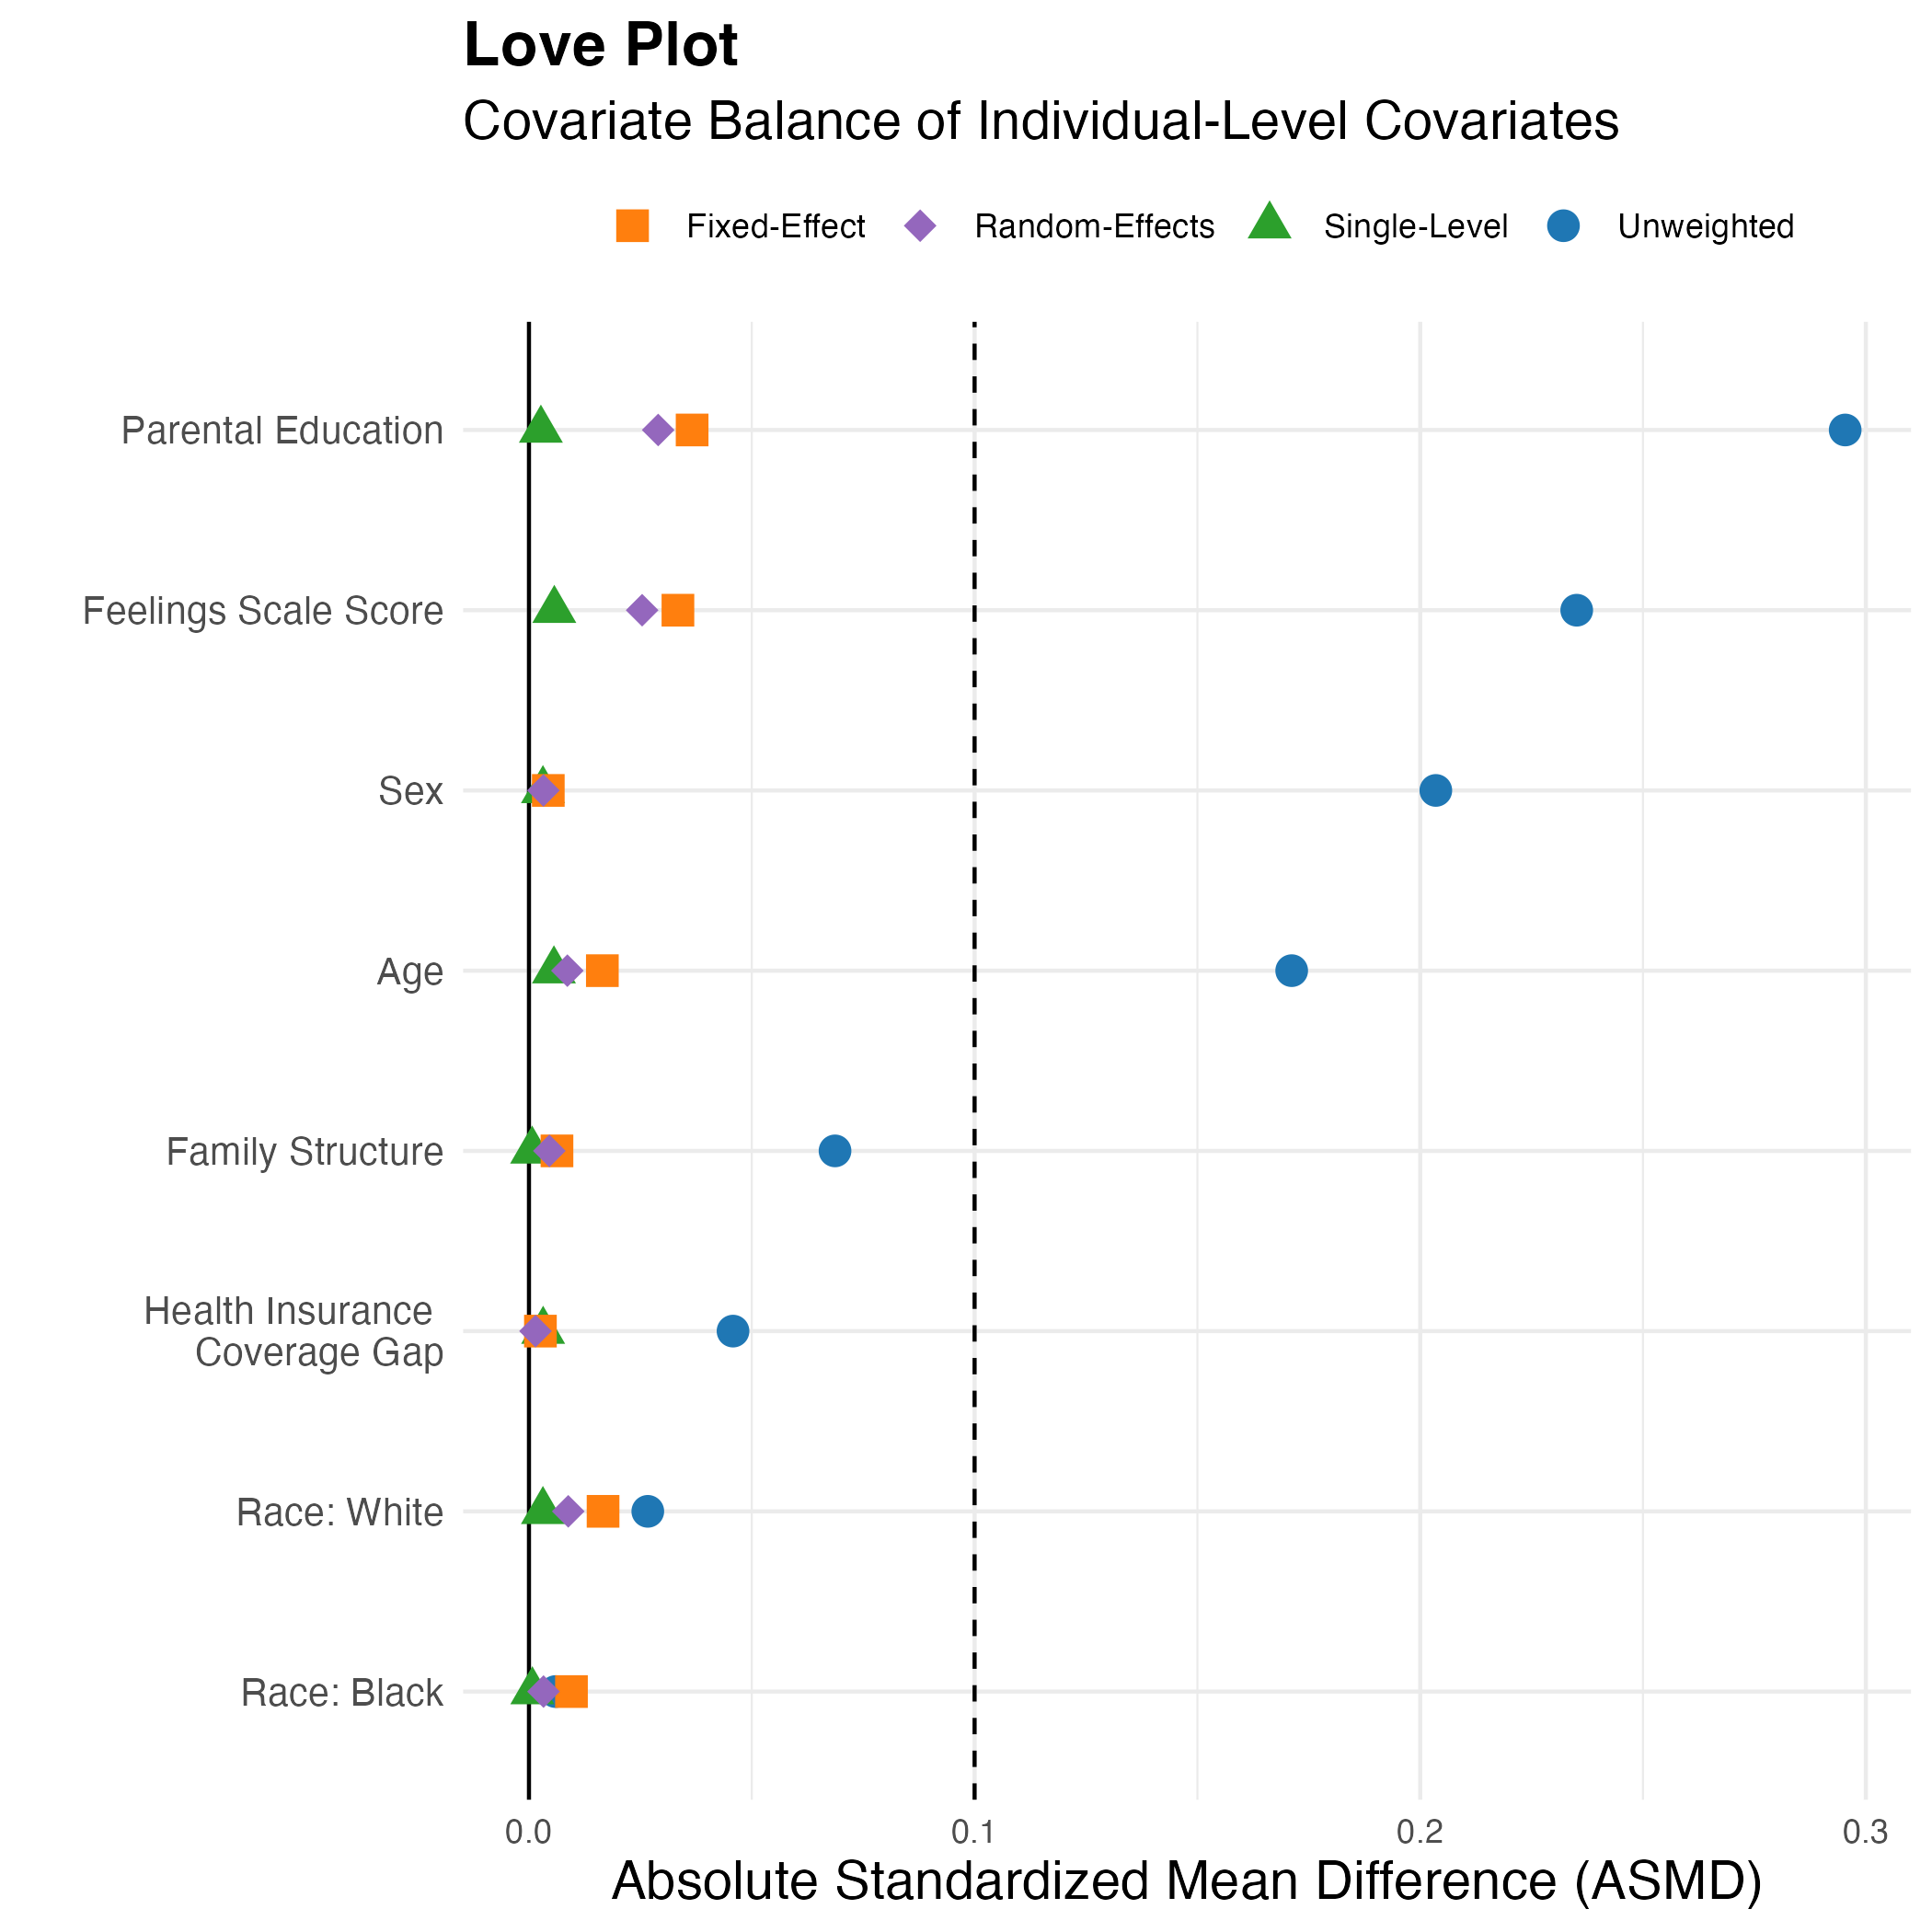 Love Plot
Covariate Balance of Individual-Level Covariates
Fixed-Effect Random-Effects Single-Level Unweighted
Parental Education
Feelings Scale Score
Sex
Age
Family Structure
Health Insurance
Coverage Gap
Race: White
Race: Black
0.0 0.1 0.2 0.3
Absolute Standardized Mean Difference (ASMD)